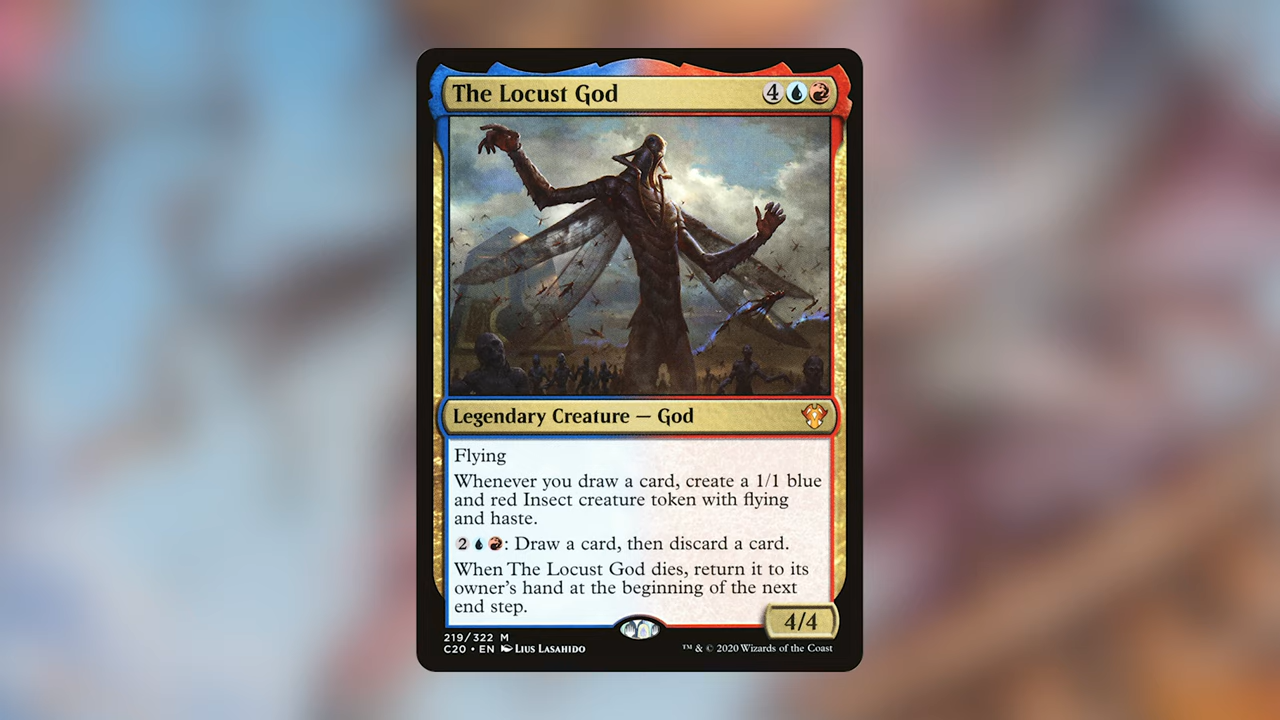 The Locust God 4
Legendary Creature — God
Flying
Whenever you draw a card, create a 1/1 blue
and red Insect creature token with flying
and haste.
2 : Draw a card, then discard a card.
When The Locust God dies, return it to its
owner's hand at the beginning of the next
end step.
4/4
219/322 M
C20 • EN Lius Lasahido
™ & © 2020 Wizards of the Coast